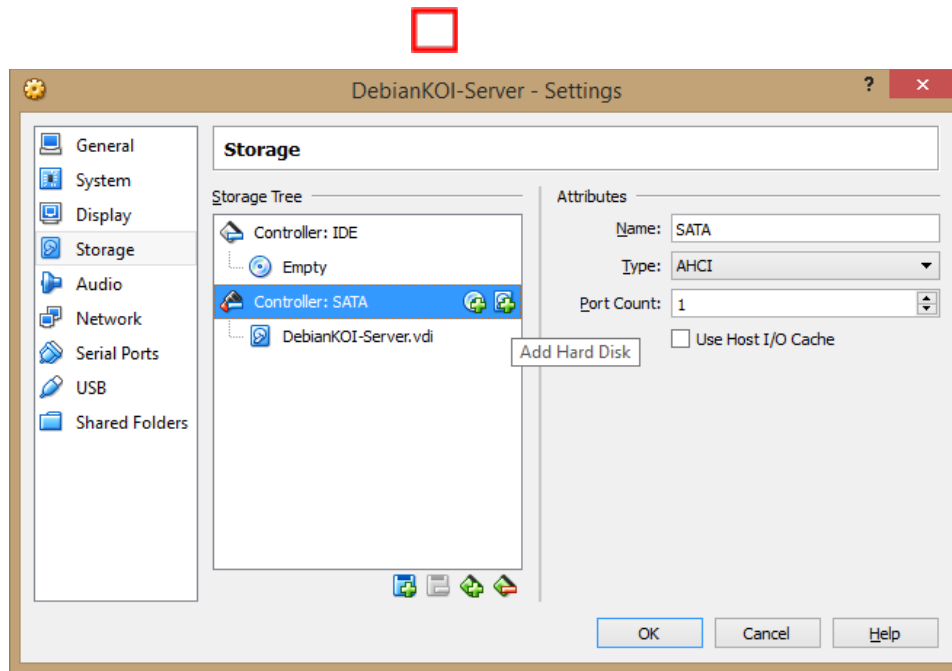 DebianKOI-Server - Settings
?
General
System
Display
Storage
Audio
Network
Serial Ports
USB
Shared Folders
Storage
Storage Tree
Controller: IDE
Empty
Controller: SATA
DebianKOI-Server.vdi
Add Hard Disk
Attributes
Name: SATA
Type: AHCI
Port Count: 1
Use Host I/O Cache
OK Cancel Help